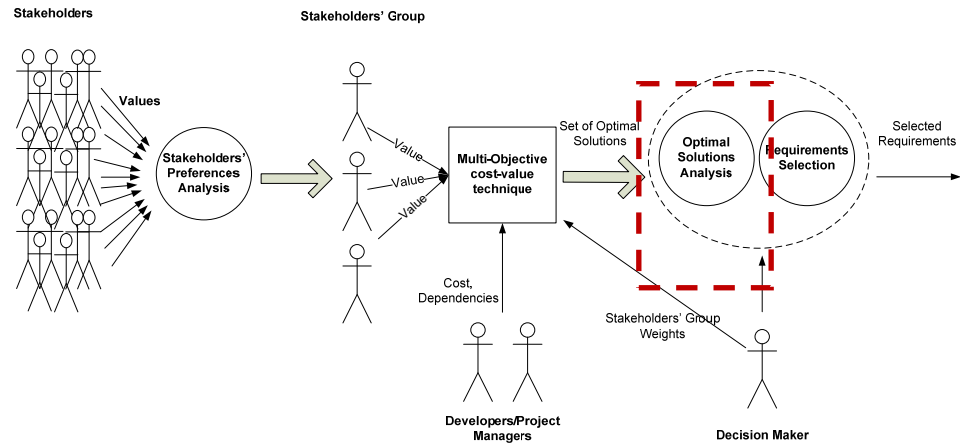 Stakeholders
Stakeholders' Group
Values
Stakeholders'
Preferences
Analysis
Value
Value
Value
Multi-Objective
cost-value
technique
Set of Optimal
Solutions
Optimal
Solutions
Analysis
Requirements
Selection
Selected
Requirements
Cost,
Dependencies
Stakeholders' Group
Weights
Developers/Project
Managers
Decision Maker